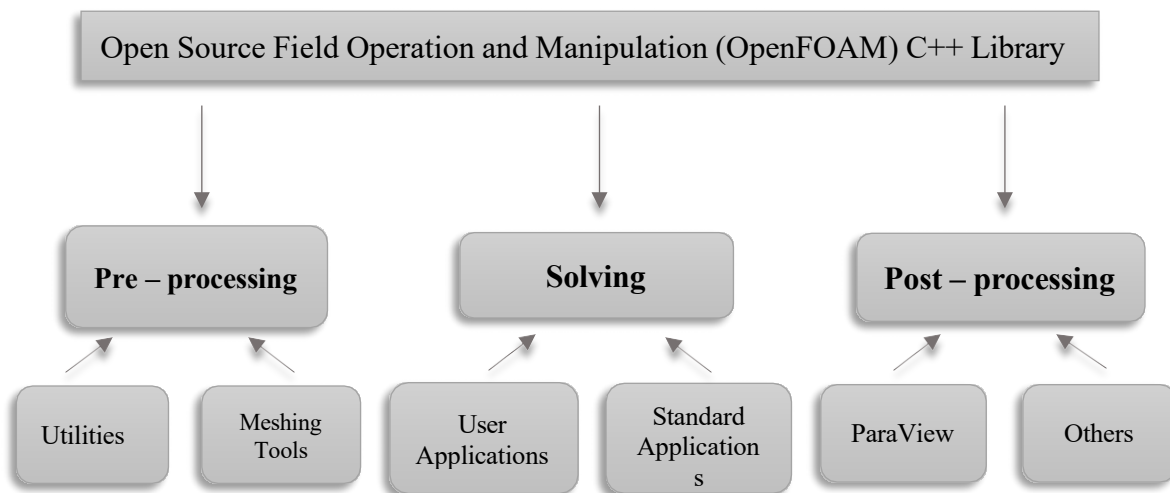 Open Source Field Operation and Manipulation (OpenFOAM) C++ Library
Pre – processing
Solving
Post – processing
Utilities
Meshing
Tools
User
Applications
Standard
Application
s
ParaView
Others